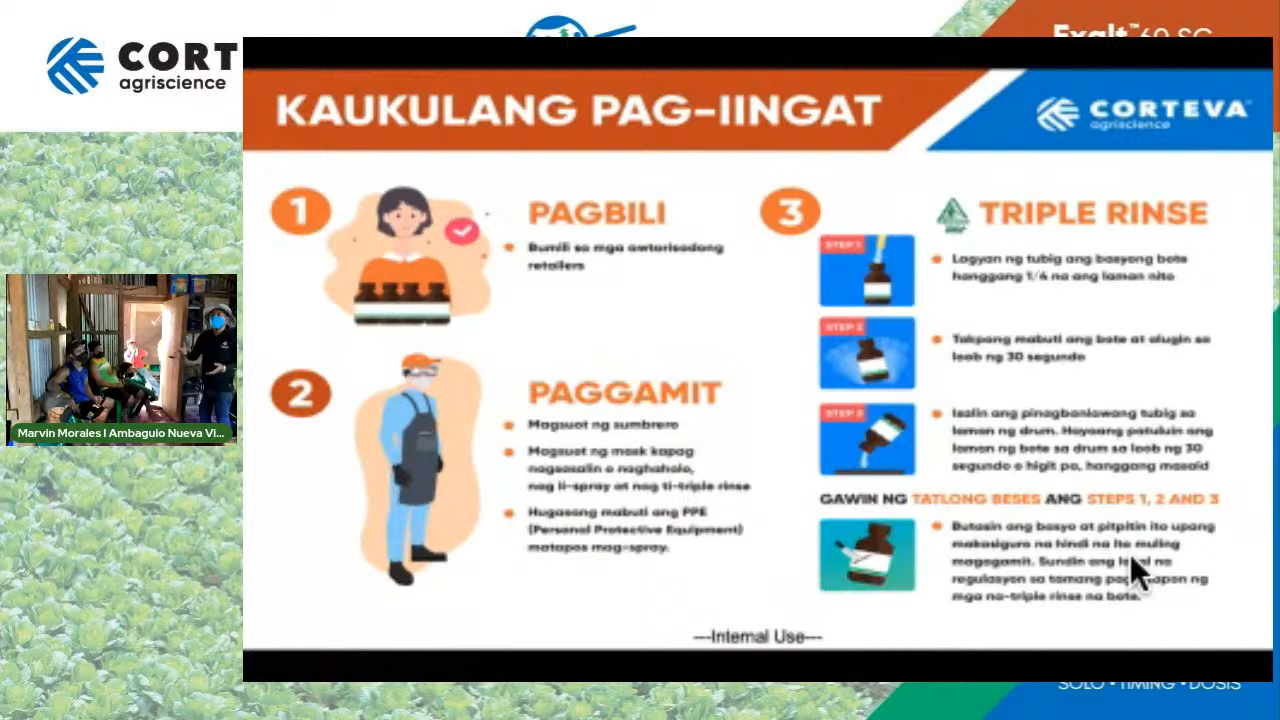 CORT
agriscience
Exalt™ 60 SC
KAUKULANG PAG-IINGAT
CORTEVA
agriscience
1
PAGBILI
Bumili sa mga awtorisadong
retailers
2
PAGGAMIT
Magsuot ng sumbrero
Magsuot ng mask kapag
nagsasalin o naghahalo,
nag ii-spray at nag ti-triple rinse
Hugasang mabuti ang PPE
(Personal Protective Equipment)
matapos mag-spray.
3
TRIPLE RINSE
STEP 1
Lagyan ng tubig ang basyong bote
hanggang 1/4 na ang laman nito
STEP 2
Takpang mabuti ang bote at alugin sa
loob ng 30 segundo
STEP 3
Isalin ang pinagbanlawang tubig sa
laman ng drum. Hayaang patuluin ang
laman ng bote sa drum sa loob ng 30
segundo o higit pa, hanggang masaid
GAWIN NG TATLONG BESES ANG STEPS 1, 2 AND 3
Butasin ang basyo at pitpitin ito upang
makasiguro na hindi na ito muling
magagamit. Sundin ang na
regulasyon sa tamang ng
mga na-triple rinse na bote.
---Internal Use---
Marvin Morales I Ambaguio Nueva Vi...
SOLO • TIMING • DOSIS